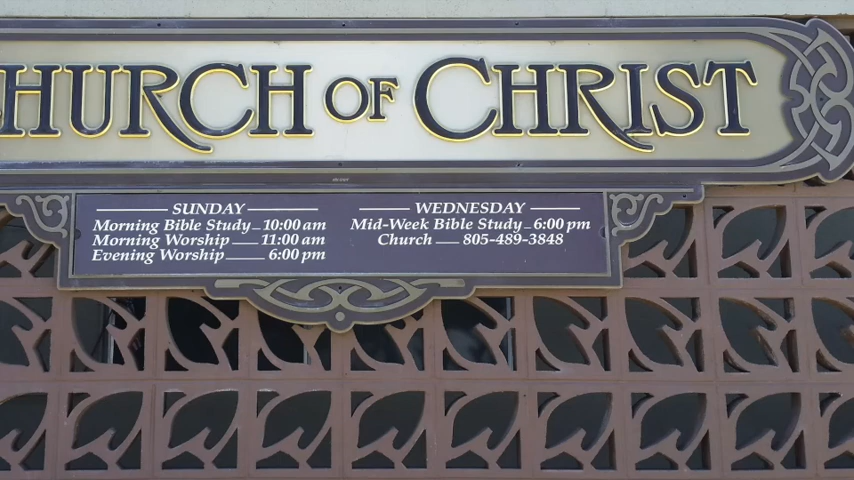 HURCH OF CHRIST
SUNDAY
Morning Bible Study 10:00 am
Morning Worship 11:00 am
Evening Worship 6:00 pm
WEDNESDAY
Mid-Week Bible Study 6:00 pm
Church 805-489-3848